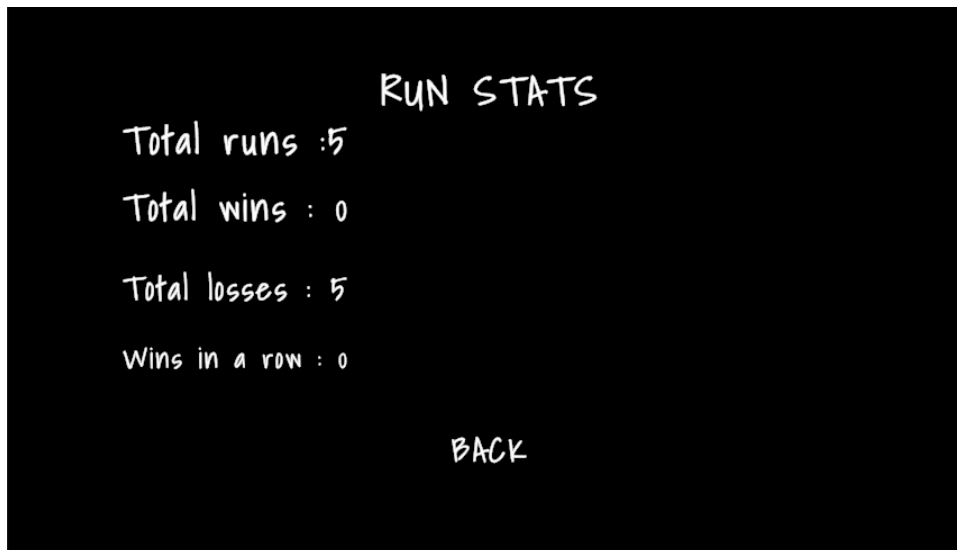 RUN STATS
Total runs :5
Total wins : 0
Total losses : 5
Wins in a row : 0
BACK